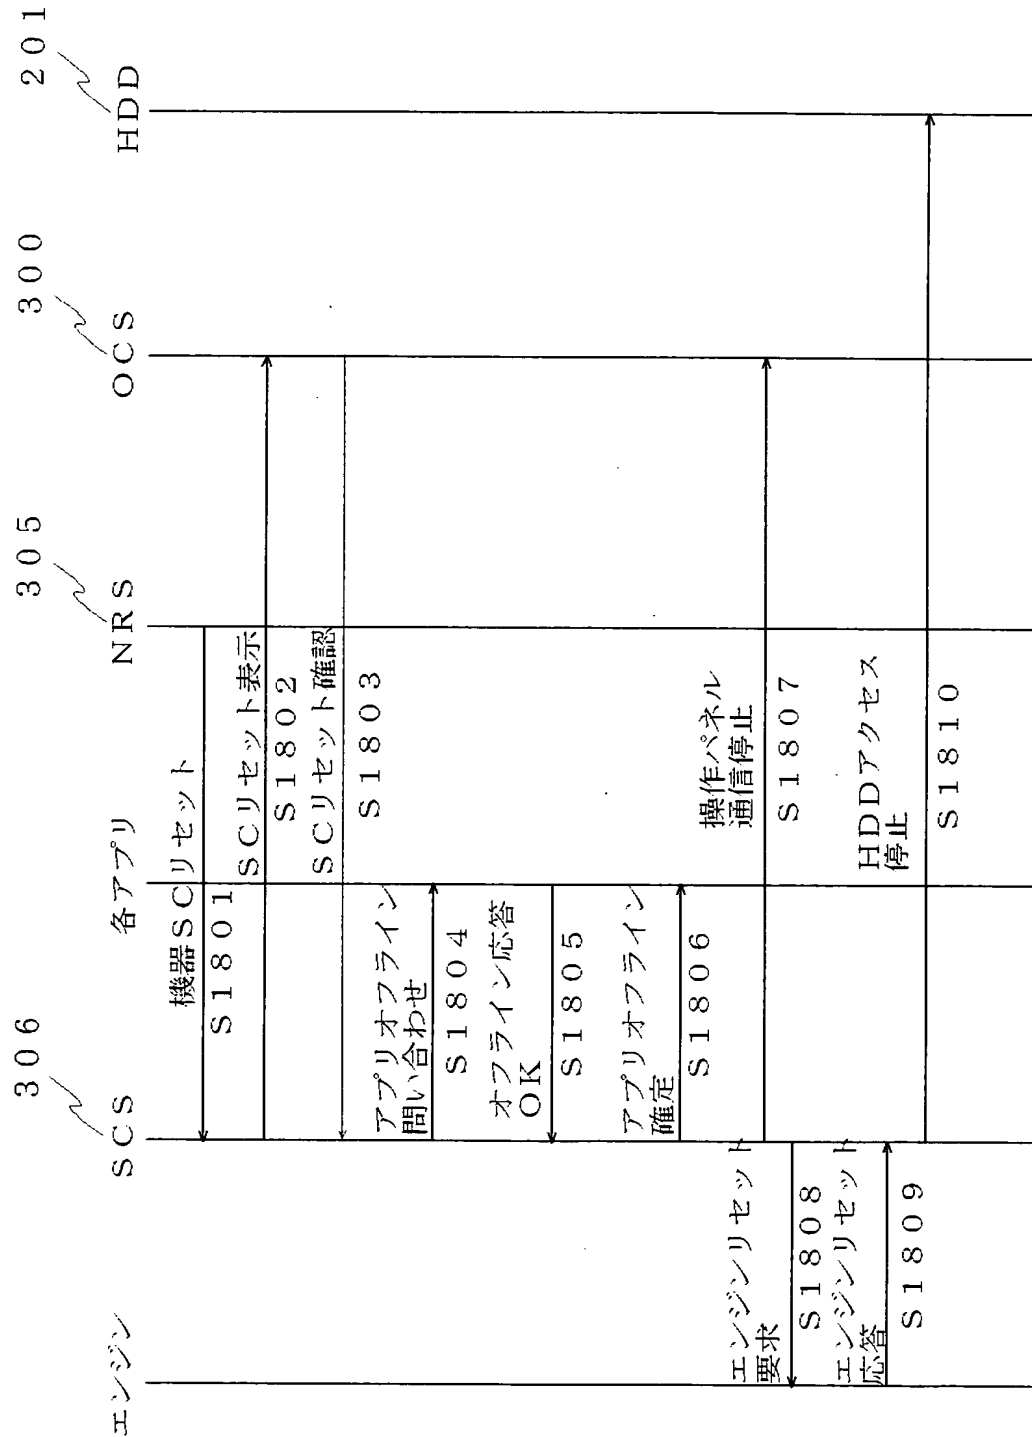 エンジン
SCS
306
各アプリ
NRS
305
OCS
300
HDD
201
機器SCリセット
S1801
SCリセット表示
S1802
SCリセット確認
S1803
アプリオフライン
問い合わせ
S1804
オフライン応答
OK
S1805
アプリオフライン
確定
S1806
操作パネル
通信停止
S1807
エンジンリセット
要求
S1808
エンジンリセット
応答
S1809
HDDアクセス
停止
S1810